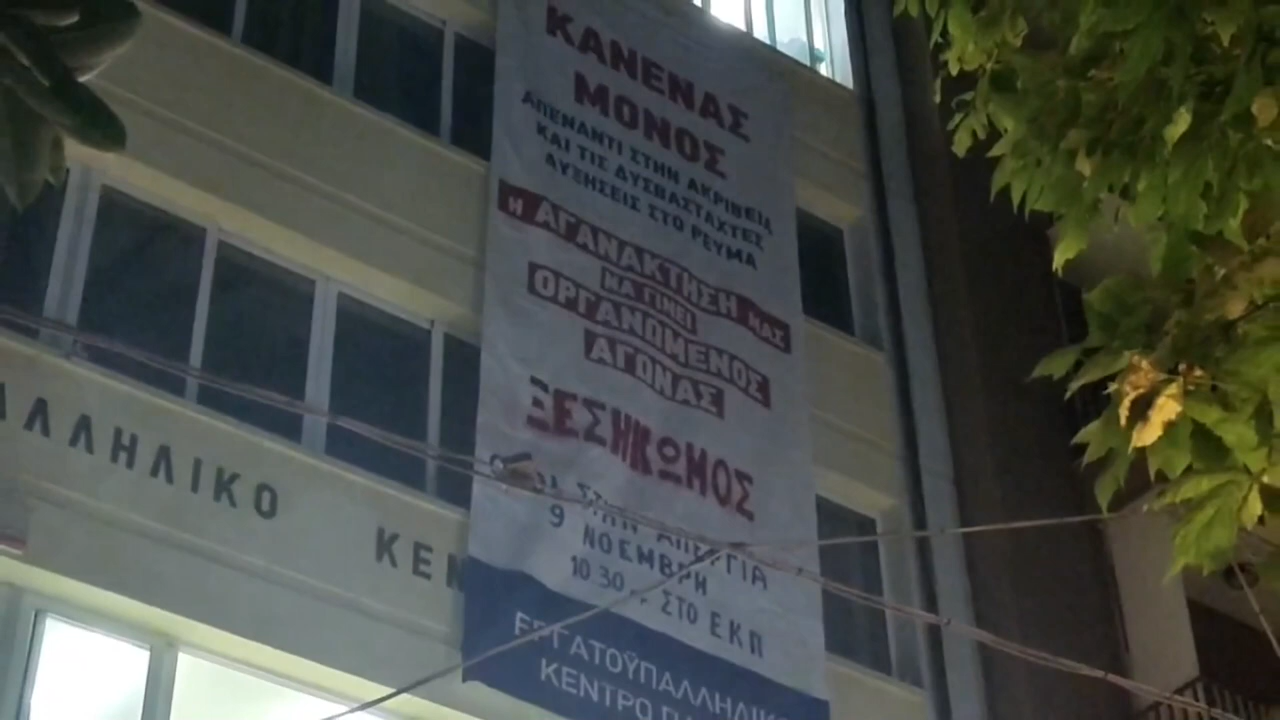 ΚΑΝΕΝΑΣ
ΜΟΝΟΣ
ΑΠΕΝΑΝΤΙ ΣΤΗΝ ΑΚΡΙΒΕΙΑ
ΚΑΙ ΤΙΣ ΔΥΣΒΑΣΤΑΧΤΕΣ
ΑΥΞΗΣΕΙΣ ΣΤΟ ΡΕΥΜΑ
Η ΑΓΑΝΑΚΤΗΣΗ ΜΑΣ
ΝΑ ΓΙΝΕΙ
ΟΡΓΑΝΩΜΕΝΟΣ
ΑΓΩΝΑΣ
ΞΕΣΗΚΩΜΟΣ
ΣΤΗΝ ΑΠΕΡΓΙΑ
9 ΝΟΕΜΒΡΗ
10 30 ΣΤΟ ΕΚΠ
ΕΡΓΑΤΟΫΠΑΛΛΗΛΙΚΟ
ΚΕΝΤΡΟ
ΑΛΛΗΛΙΚΟ ΚΕΝ